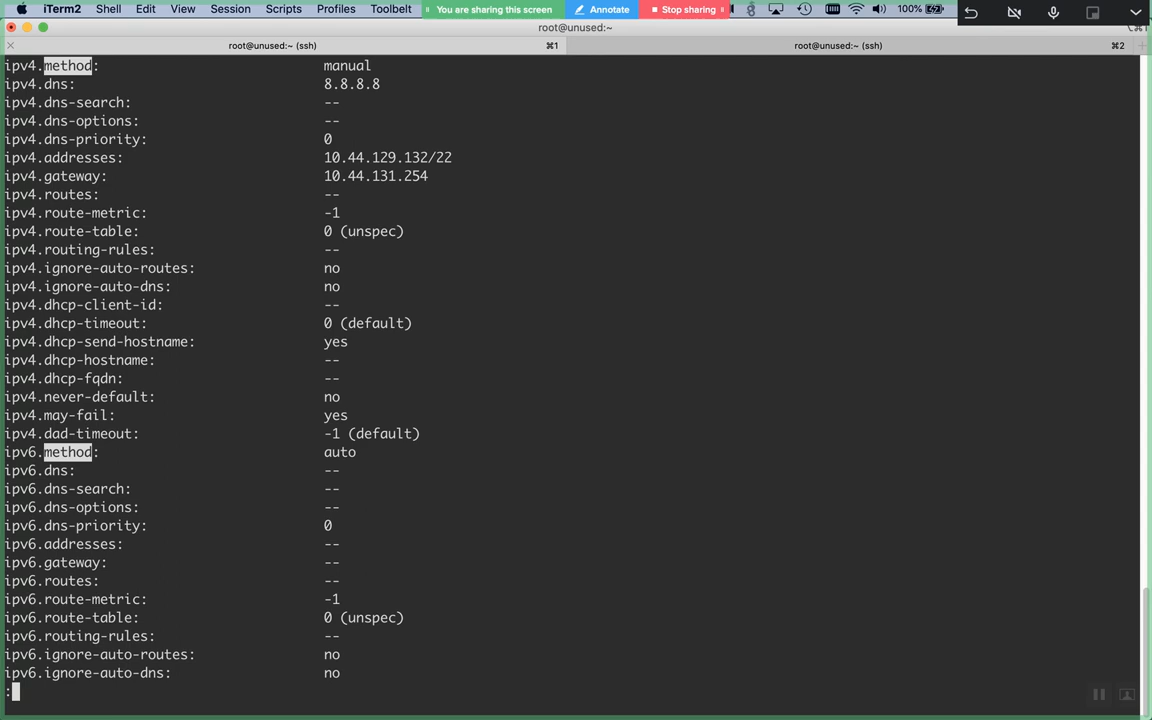 iTerm2 Shell Edit View Session Scripts Profiles Toolbelt You are sharing this screen Annotate Stop sharing 100%
root@unused:~ (ssh)
root@unused:~ (ssh) ⌘1 root@unused:~ (ssh) ⌘2
ipv4.method: manual
ipv4.dns: 8.8.8.8
ipv4.dns-search: --
ipv4.dns-options: --
ipv4.dns-priority: 0
ipv4.addresses: 10.44.129.132/22
ipv4.gateway: 10.44.131.254
ipv4.routes: --
ipv4.route-metric: -1
ipv4.route-table: 0 (unspec)
ipv4.routing-rules: --
ipv4.ignore-auto-routes: no
ipv4.ignore-auto-dns: no
ipv4.dhcp-client-id: --
ipv4.dhcp-timeout: 0 (default)
ipv4.dhcp-send-hostname: yes
ipv4.dhcp-hostname: --
ipv4.dhcp-fqdn: --
ipv4.never-default: no
ipv4.may-fail: yes
ipv4.dad-timeout: -1 (default)
ipv6.method: auto
ipv6.dns: --
ipv6.dns-search: --
ipv6.dns-options: --
ipv6.dns-priority: 0
ipv6.addresses: --
ipv6.gateway: --
ipv6.routes: --
ipv6.route-metric: -1
ipv6.route-table: 0 (unspec)
ipv6.routing-rules: --
ipv6.ignore-auto-routes: no
ipv6.ignore-auto-dns: no
: